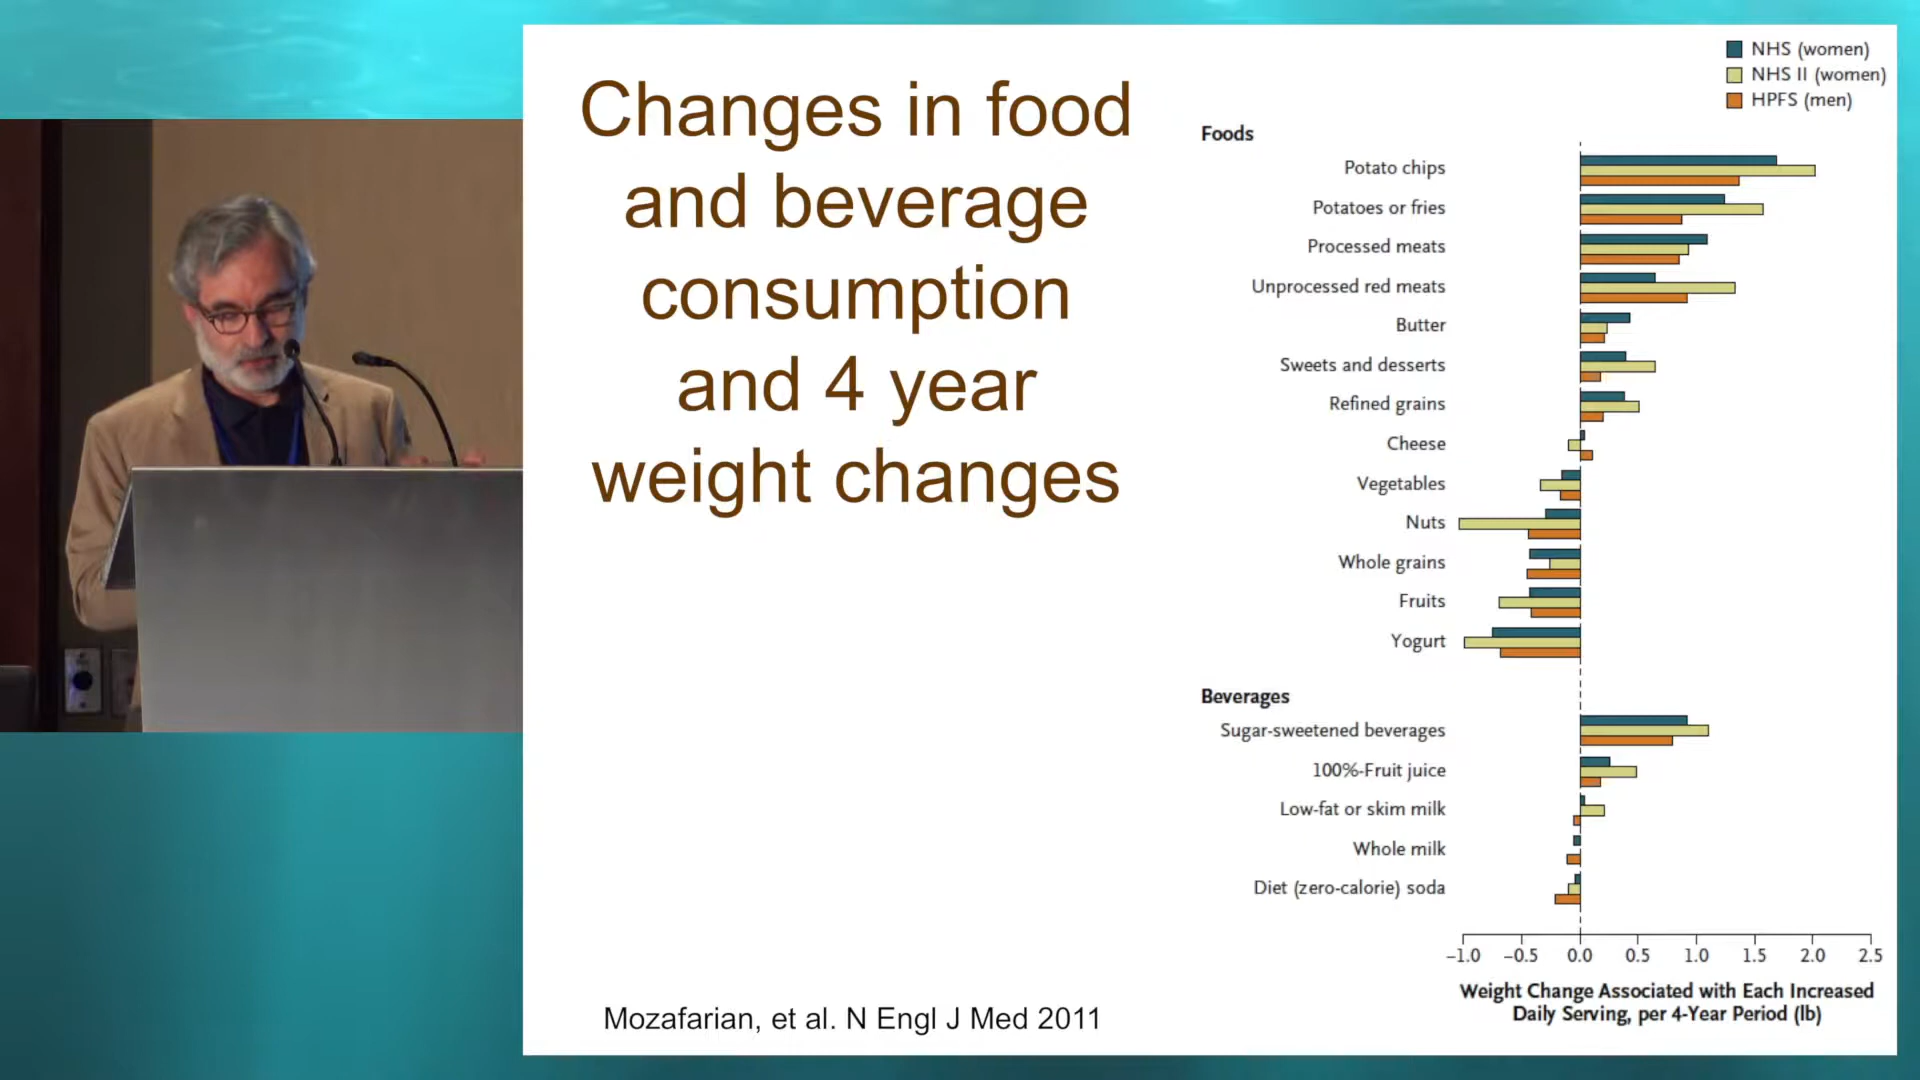 Changes in food
and beverage
consumption
and 4 year
weight changes
NHS (women)
NHS II (women)
HPFS (men)
Foods
Potato chips
Potatoes or fries
Processed meats
Unprocessed red meats
Butter
Sweets and desserts
Refined grains
Cheese
Vegetables
Nuts
Whole grains
Fruits
Yogurt
Beverages
Sugar-sweetened beverages
100%-Fruit juice
Low-fat or skim milk
Whole milk
Diet (zero-calorie) soda
−1.0 −0.5 0.0 0.5 1.0 1.5 2.0 2.5
Weight Change Associated with Each Increased
Daily Serving, per 4-Year Period (lb)
Mozafarian, et al. N Engl J Med 2011